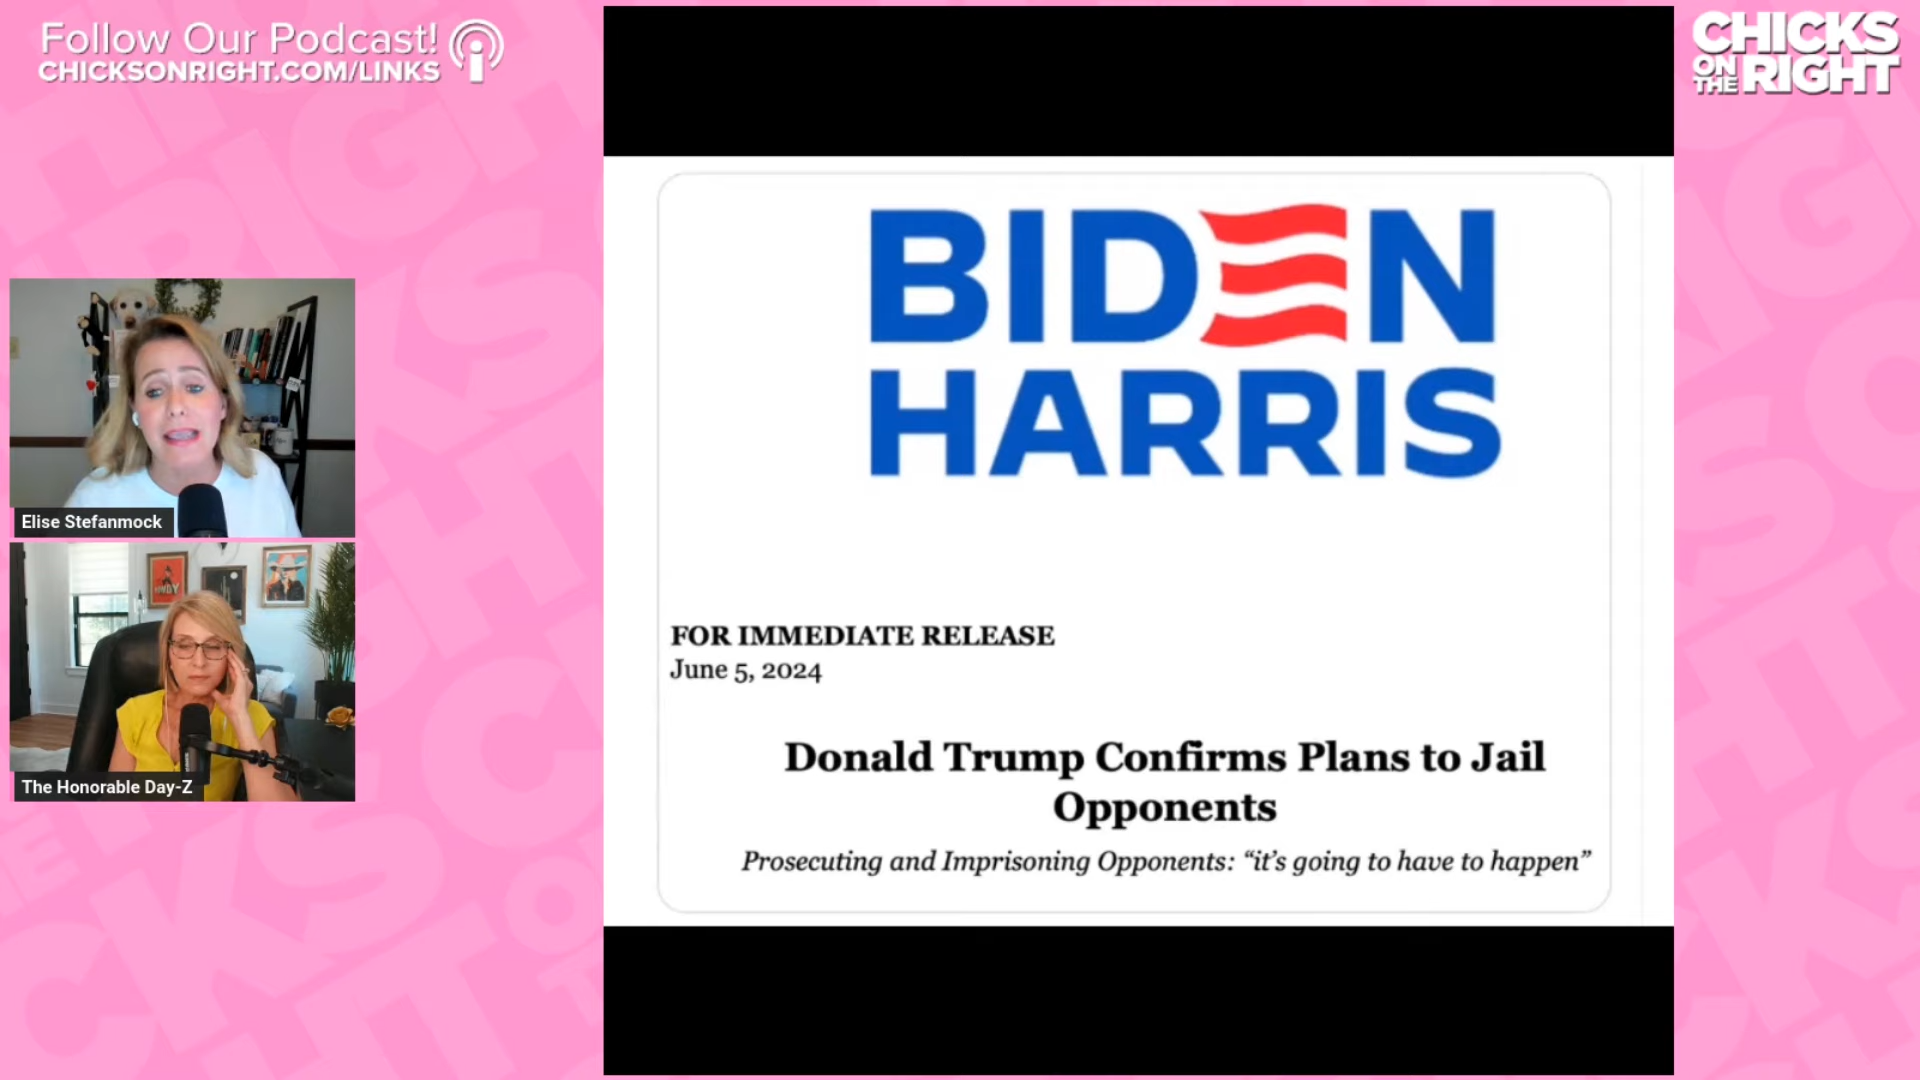 Follow Our Podcast!
CHICKSONRIGHT.COM/LINKS
CHICKS
ON THE RIGHT
BIDEN
HARRIS
FOR IMMEDIATE RELEASE
June 5, 2024
Donald Trump Confirms Plans to Jail
Opponents
Prosecuting and Imprisoning Opponents: “it’s going to have to happen”
Elise Stefanmock
The Honorable Day-Z